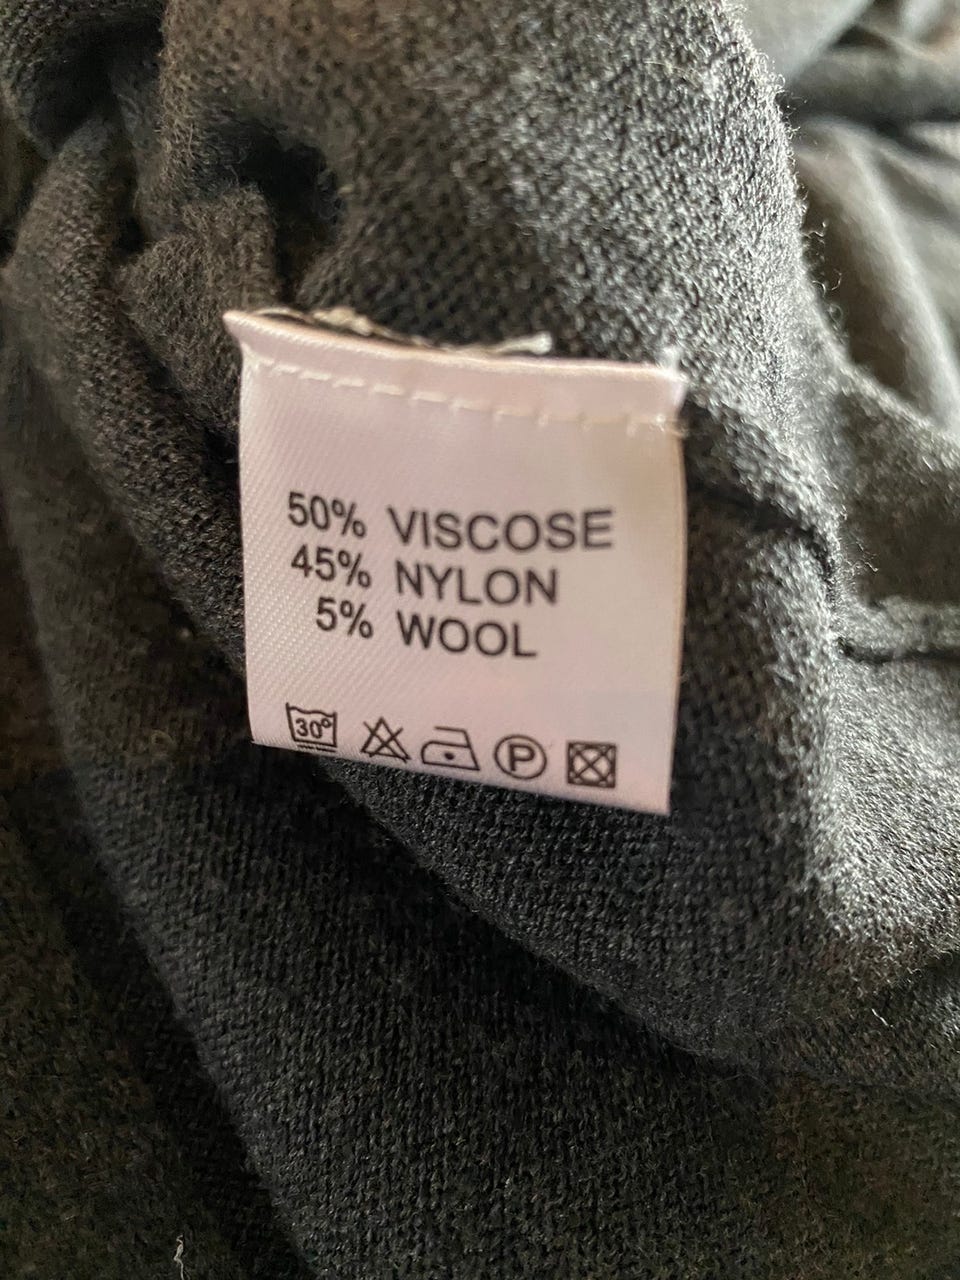 50% VISCOSE
45% NYLON
5% WOOL
30° P